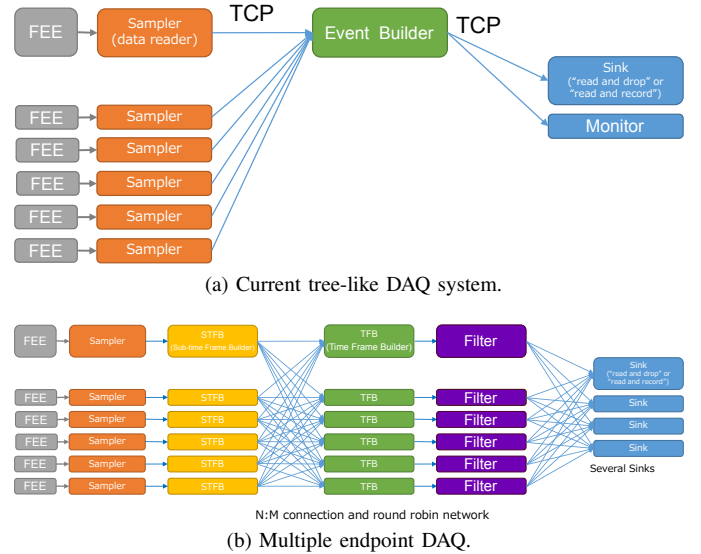 FEE
Sampler
(data reader)
TCP
Event Builder
TCP
Sink
("read and drop" or
"read and record")
Monitor
FEE
Sampler
FEE
Sampler
FEE
Sampler
FEE
Sampler
FEE
Sampler
(a) Current tree-like DAQ system.
FEE
Sampler
STFB
(Sub-time Frame Builder)
TFB
(Time Frame Builder)
Filter
Sink
("read and drop" or
"read and record")
FEE
Sampler
STFB
TFB
Filter
Sink
FEE
Sampler
STFB
TFB
Filter
Sink
FEE
Sampler
STFB
TFB
Filter
Sink
FEE
Sampler
STFB
TFB
Filter
Several Sinks
FEE
Sampler
STFB
TFB
Filter
N:M connection and round robin network
(b) Multiple endpoint DAQ.